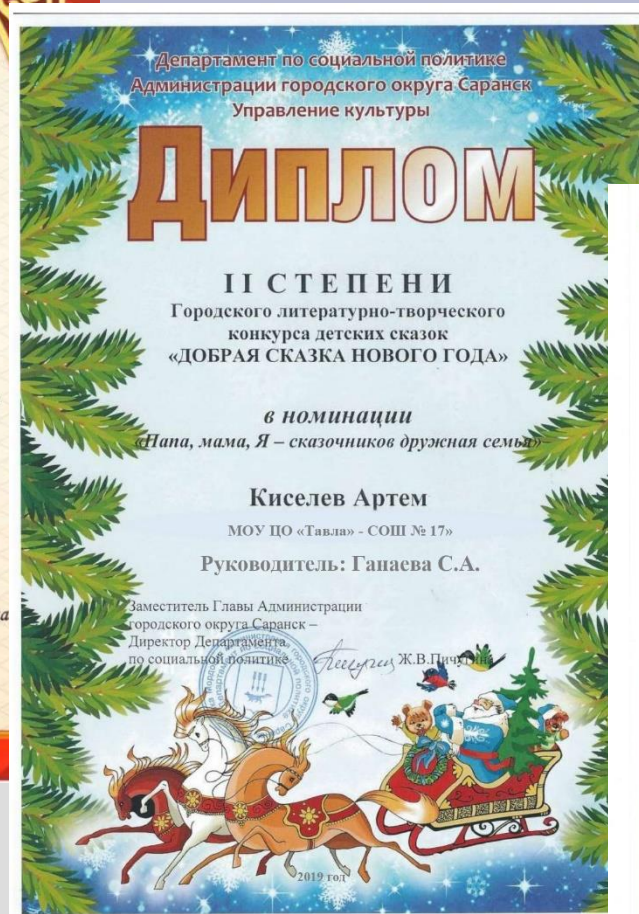 Департамент по социальной политике
Администрации городского округа Саранск
Управление культуры
Диплом
II СТЕПЕНИ
Городского литературно-творческого
конкурса детских сказок
«ДОБРАЯ СКАЗКА НОВОГО ГОДА»
в номинации
«Папа, мама, Я – сказочников дружная семья»
Киселев Артем
МОУ ЦО «Тавла» - СОШ № 17»
Руководитель: Ганаева С.А.
Заместитель Главы Администрации
городского округа Саранск –
Директор Департамента
по социальной политике Ж.В.Пичугина
2019 год